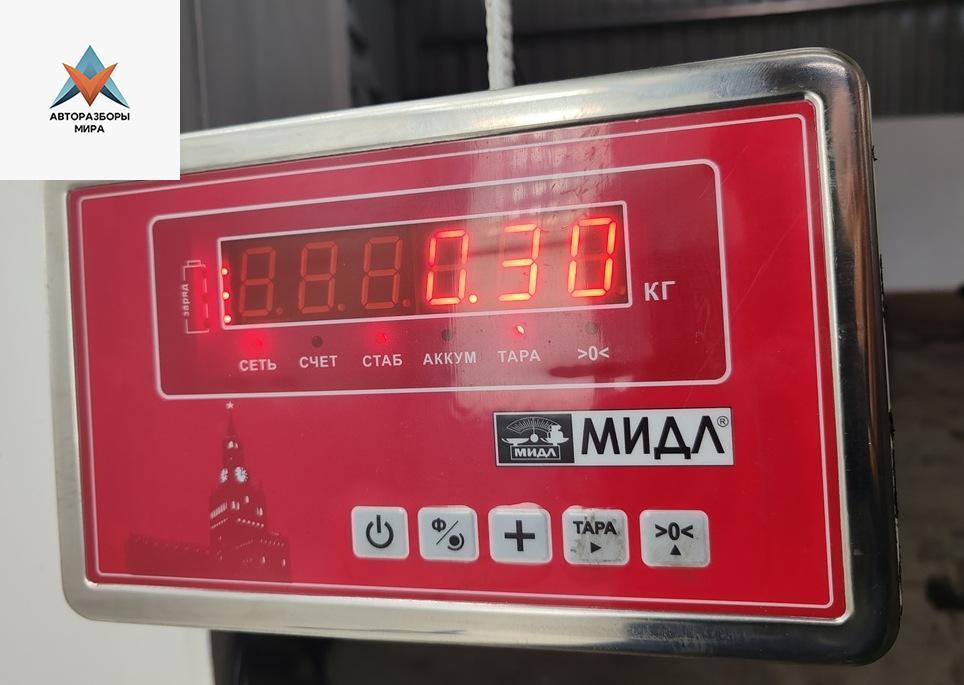 АВТОРАЗБОРЫ
МИРА
заряд
0.30
КГ
СЕТЬ СЧЕТ СТАБ АККУМ ТАРА >0<
МИДЛ МИДЛ®
Ф ТАРА >0<